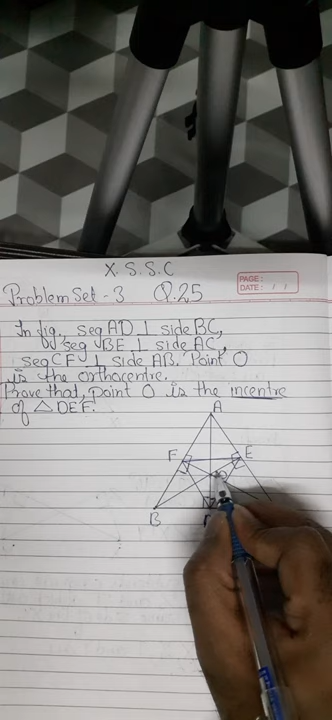 X. S. S. C
PAGE:
DATE: / /
Problem Set - 3 Q.25
In fig., seg AD ⊥ side BC,
seg BE ⊥ side AC,
seg CF ⊥ side AB. Point O
is the orthocentre.
Prove that, point O is the incentre
of △DEF.
A
F
E
O
B